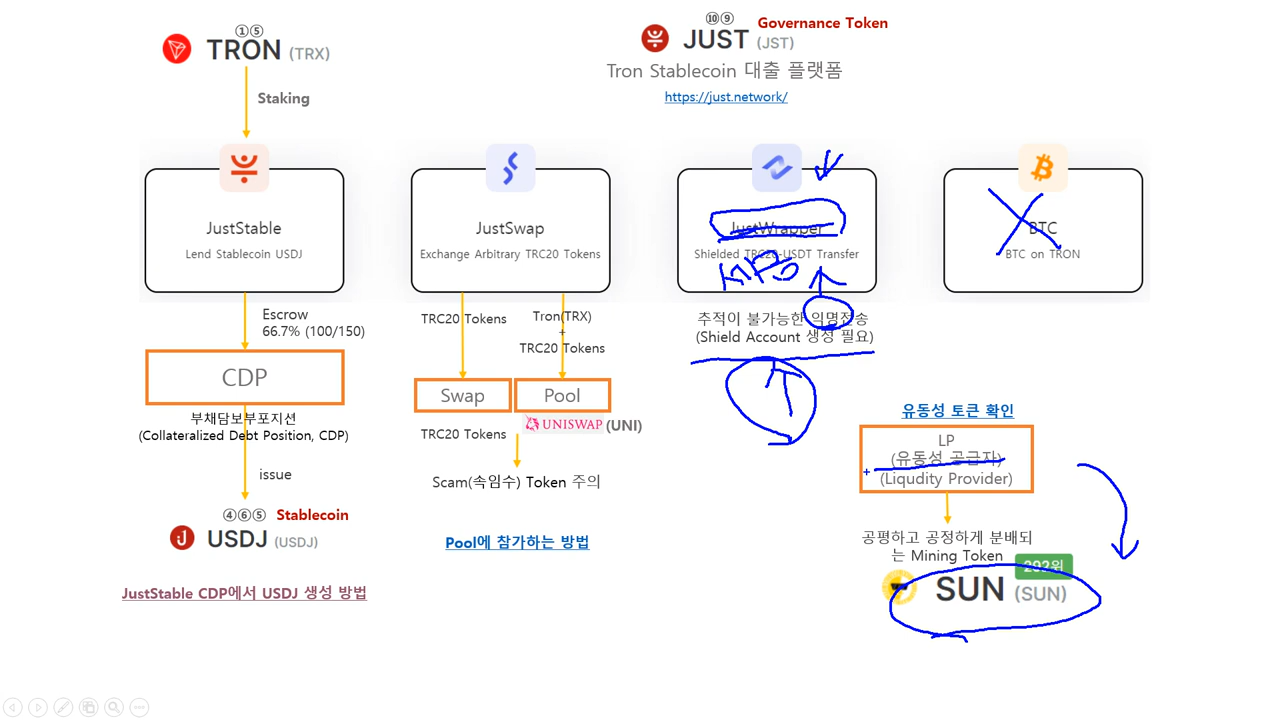 ①⑤
TRON (TRX)
Staking
⑩⑨
Governance Token
JUST (JST)
Tron Stablecoin 대출 플랫폼
https://just.network/
JustStable
Lend Stablecoin USDJ
JustSwap
Exchange Arbitrary TRC20 Tokens
JustWrapper
Shielded TRC20-USDT Transfer
BTC
BTC on TRON
Escrow
66.7% (100/150)
CDP
부채담보부포지션
(Collateralized Debt Position, CDP)
issue
④⑥⑤ Stablecoin
USDJ (USDJ)
JustStable CDP에서 USDJ 생성 방법
TRC20 Tokens
Tron(TRX)
+
TRC20 Tokens
Swap
Pool
UNISWAP (UNI)
TRC20 Tokens
Scam(속임수) Token 주의
Pool에 참가하는 방법
추적이 불가능한 익명전송
(Shield Account 생성 필요)
유동성 토큰 확인
LP
(유동성 공급자)
(Liqudity Provider)
공평하고 공정하게 분배되
는 Mining Token
292위
SUN (SUN)